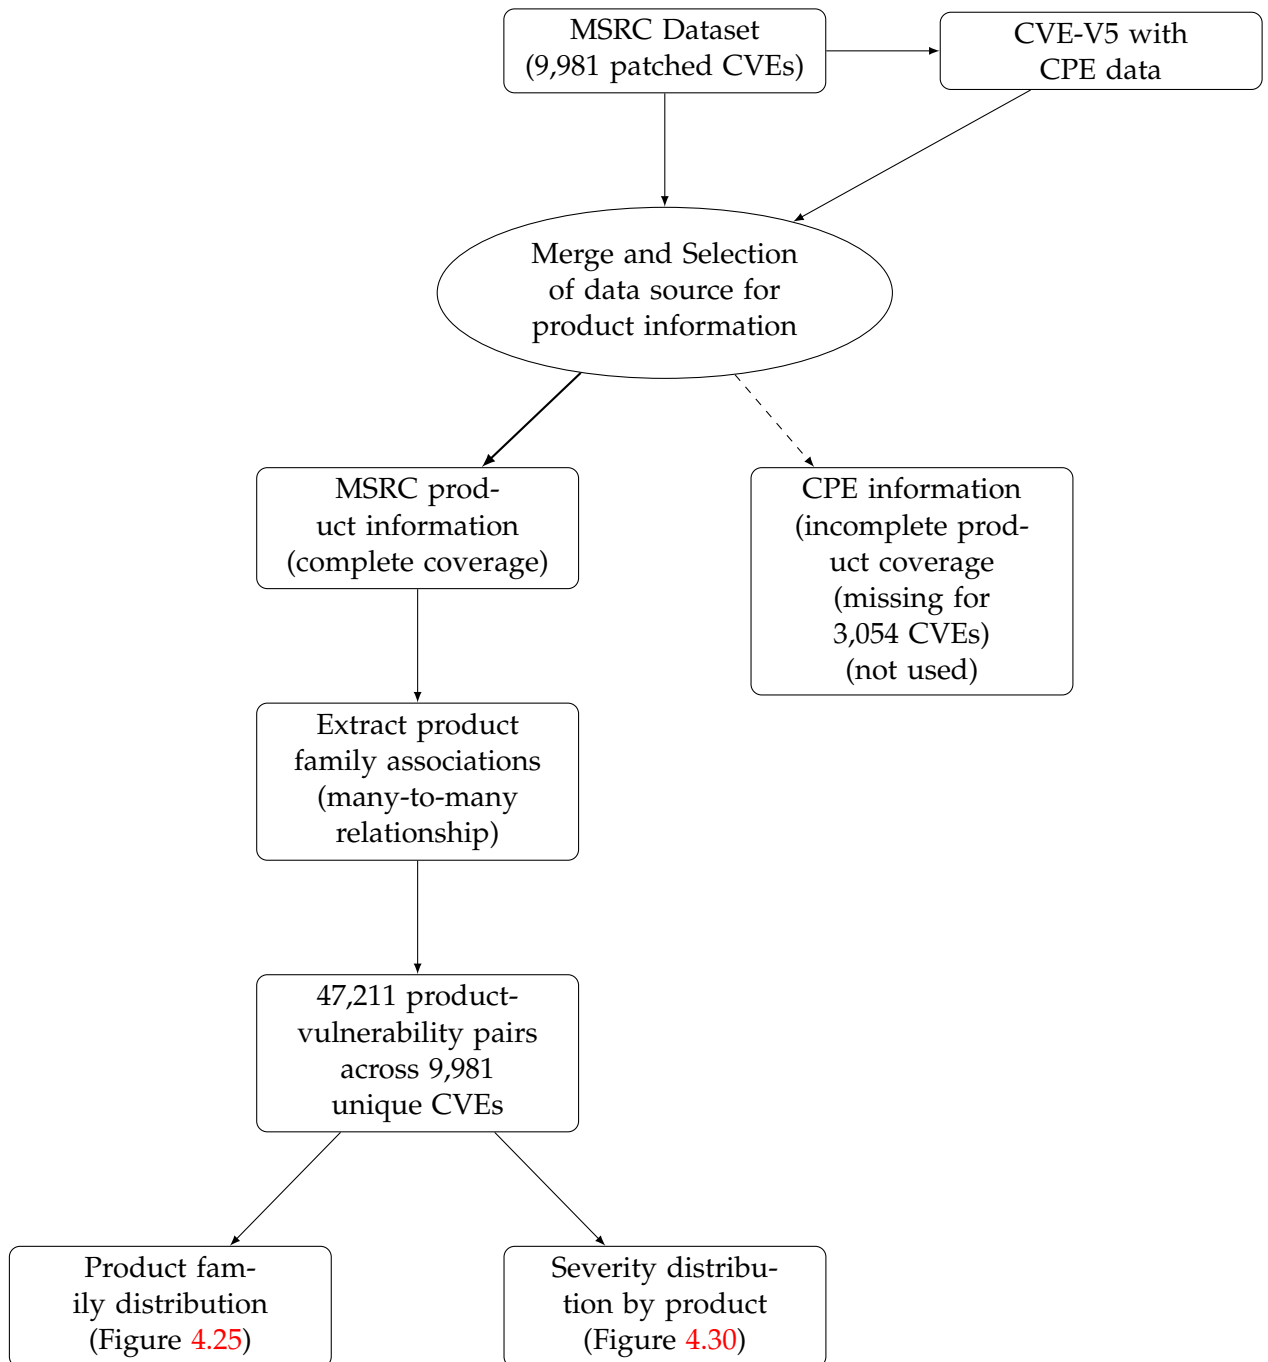 MSRC Dataset
(9,981 patched CVEs)
CVE-V5 with
CPE data
Merge and Selection
of data source for
product information
MSRC prod-
uct information
(complete coverage)
CPE information
(incomplete prod-
uct coverage
(missing for
3,054 CVEs)
(not used)
Extract product
family associations
(many-to-many
relationship)
47,211 product-
vulnerability pairs
across 9,981
unique CVEs
Product fam-
ily distribution
(Figure 4.25)
Severity distribu-
tion by product
(Figure 4.30)